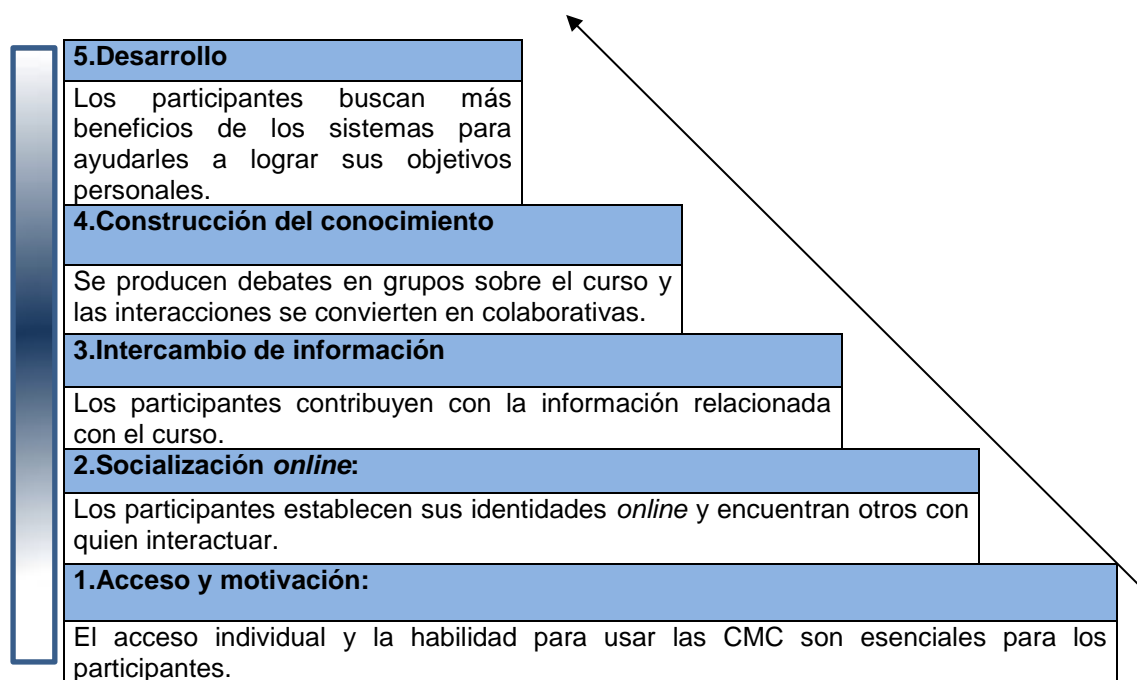 5.Desarrollo
Los participantes buscan más
beneficios de los sistemas para
ayudarles a lograr sus objetivos
personales.
4.Construcción del conocimiento
Se producen debates en grupos sobre el curso y
las interacciones se convierten en colaborativas.
3.Intercambio de información
Los participantes contribuyen con la información relacionada
con el curso.
2.Socialización online:
Los participantes establecen sus identidades online y encuentran otros con
quien interactuar.
1.Acceso y motivación:
El acceso individual y la habilidad para usar las CMC son esenciales para los
participantes.